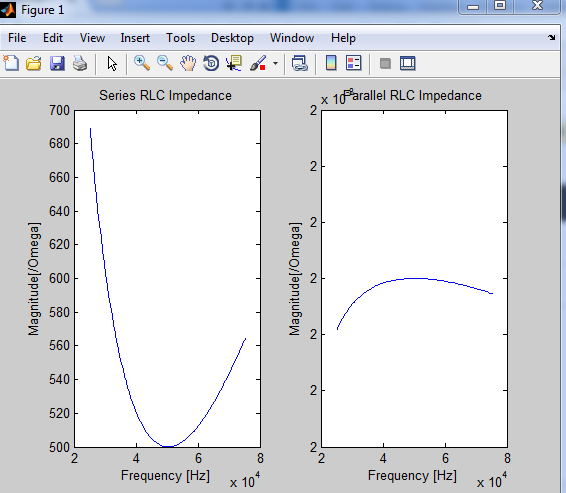 Figure 1
File Edit View Insert Tools Desktop Window Help
Series RLC Impedance
700
680
660
640
620
600
580
560
540
520
500
2 4 6 8
x 10^4
Frequency [Hz]
Magnitude[/Omega]
x 10^-8
Parallel RLC Impedance
2
2
2
2
2
2
2
2 4 6 8
x 10^4
Frequency [Hz]
Magnitude[/Omega]